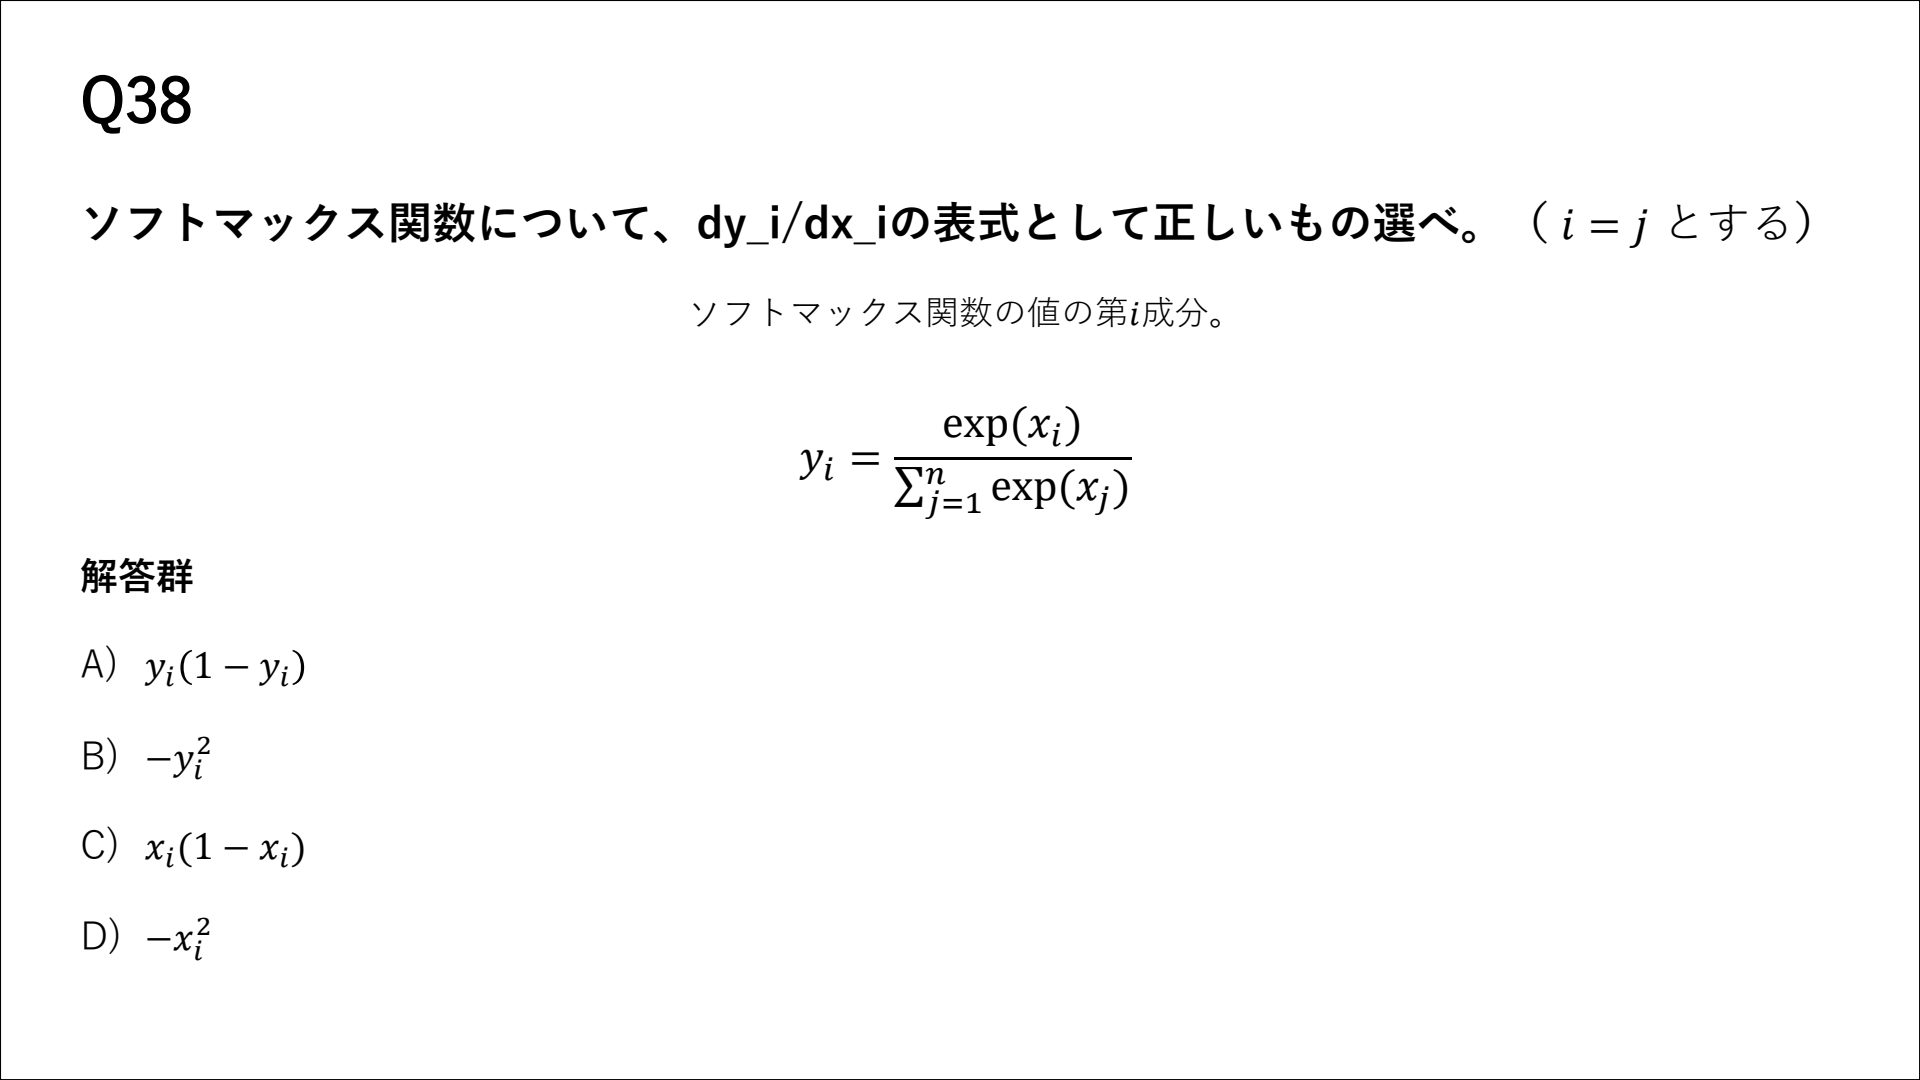 Q38
ソフトマックス関数について、dy_i/dx_iの表式として正しいもの選べ。（ i = j とする）
ソフトマックス関数の値の第i成分。
y_i = \frac{exp(x_i)}{\sum_{j=1}^{n} exp(x_j)}
解答群
A) y_i(1 − y_i)
B) −y_i^2
C) x_i(1 − x_i)
D) −x_i^2